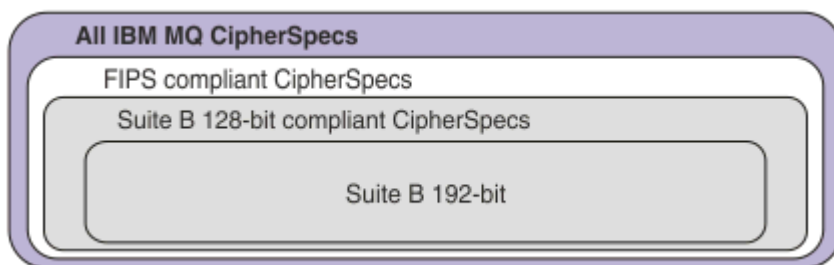 All IBM MQ CipherSpecs
FIPS compliant CipherSpecs
Suite B 128-bit compliant CipherSpecs
Suite B 192-bit